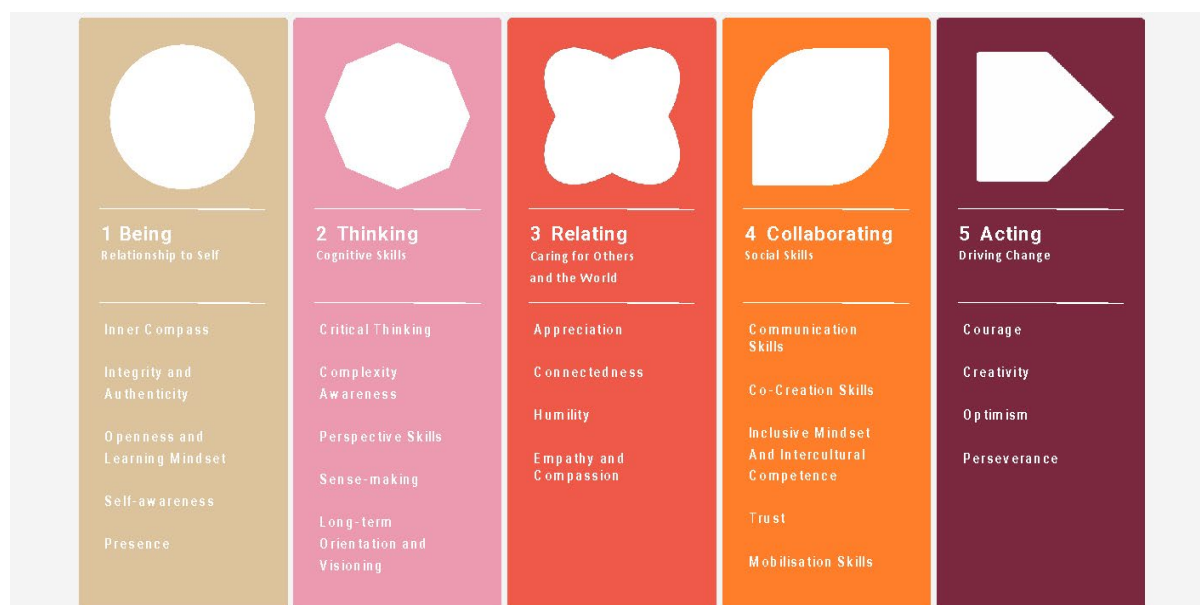 1 Being
Relationship to Self
Inner Compass
Integrity and
Authenticity
Openness and
Learning Mindset
Self-awareness
Presence
2 Thinking
Cognitive Skills
Critical Thinking
Complexity
Awareness
Perspective Skills
Sense-making
Long-term
Orientation and
Visioning
3 Relating
Caring for Others
and the World
Appreciation
Connectedness
Humility
Empathy and
Compassion
4 Collaborating
Social Skills
Communication
Skills
Co-Creation Skills
Inclusive Mindset
And Intercultural
Competence
Trust
Mobilisation Skills
5 Acting
Driving Change
Courage
Creativity
Optimism
Perseverance